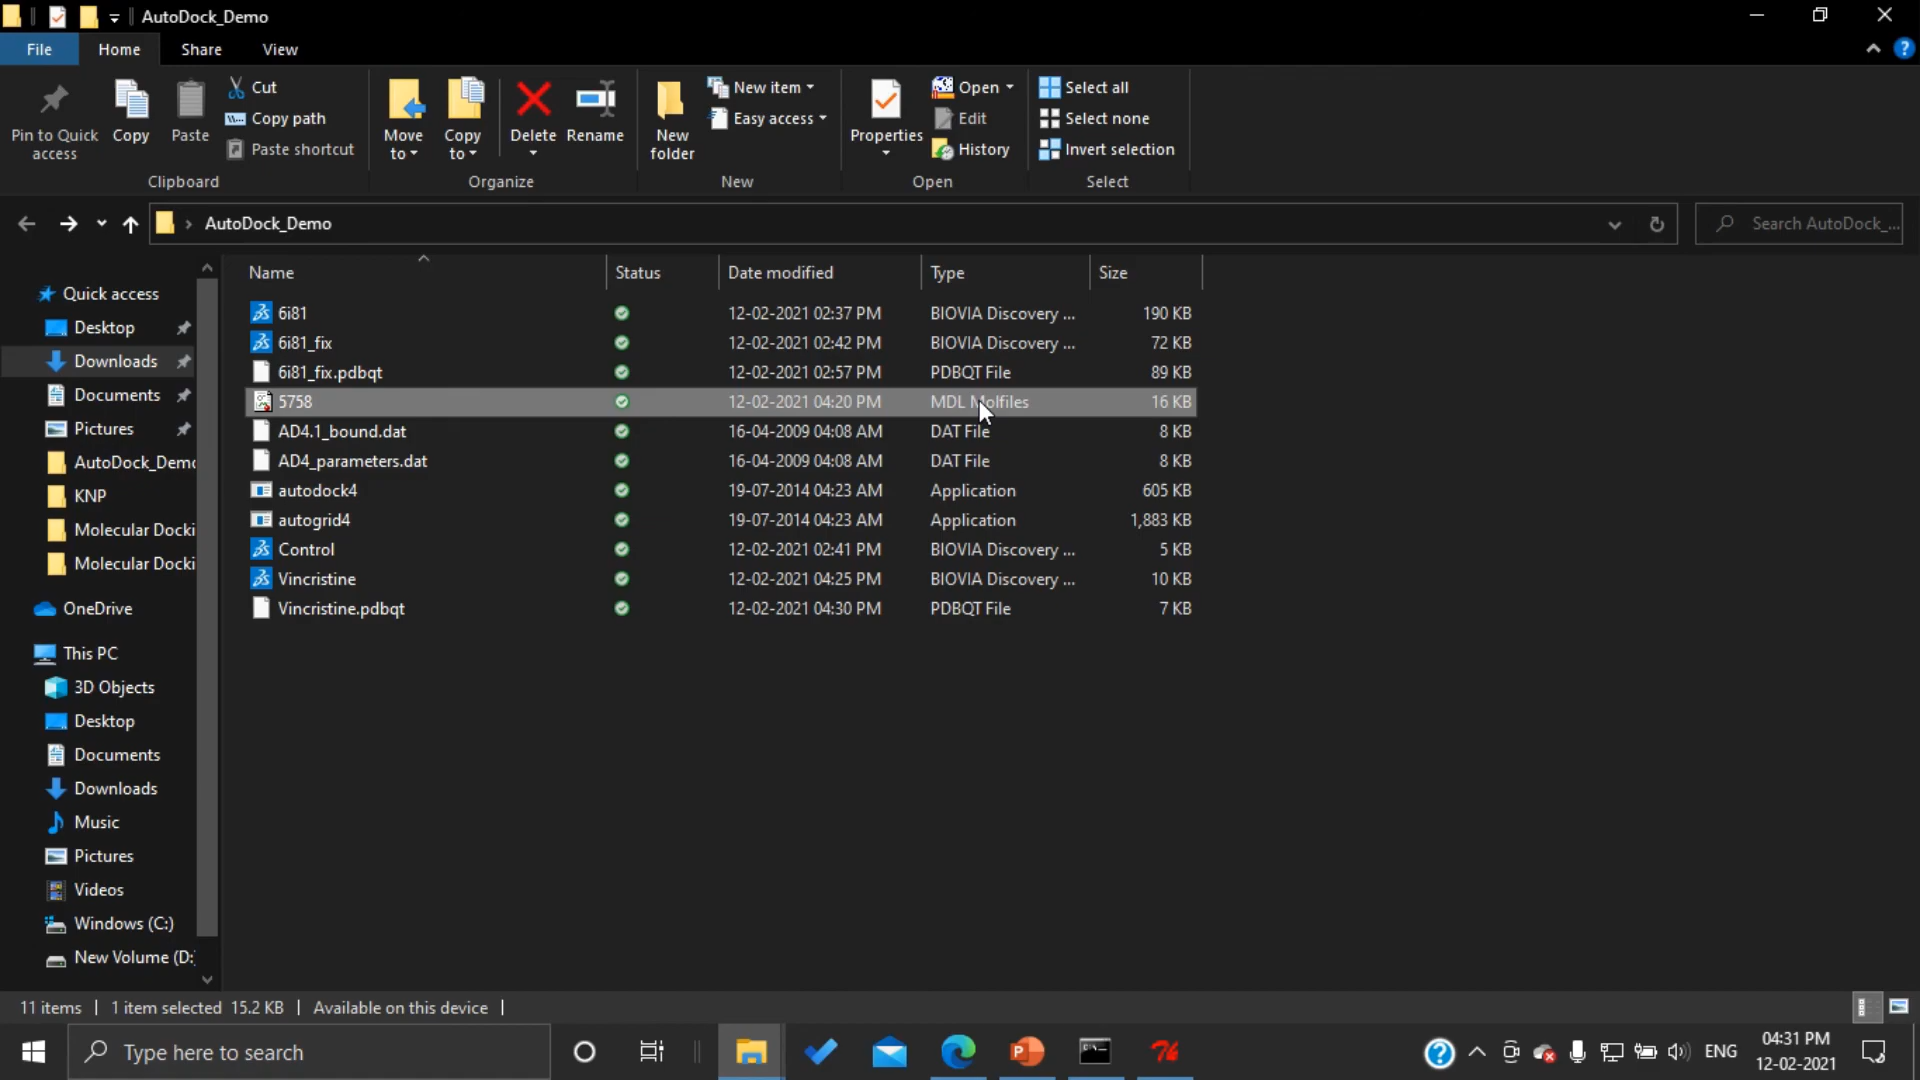 AutoDock_Demo
File Home Share View
Pin to Quick access
Copy
Paste
Cut
Copy path
Paste shortcut
Clipboard
Move to
Copy to
Delete
Rename
Organize
New folder
New item
Easy access
New
Properties
Open
Edit
History
Open
Select all
Select none
Invert selection
Select
AutoDock_Demo
Search AutoDock_...
Name Status Date modified Type Size
6i81 12-02-2021 02:37 PM BIOVIA Discovery ... 190 KB
6i81_fix 12-02-2021 02:42 PM BIOVIA Discovery ... 72 KB
6i81_fix.pdbqt 12-02-2021 02:57 PM PDBQT File 89 KB
5758 12-02-2021 04:20 PM MDL Molfiles 16 KB
AD4.1_bound.dat 16-04-2009 04:08 AM DAT File 8 KB
AD4_parameters.dat 16-04-2009 04:08 AM DAT File 8 KB
autodock4 19-07-2014 04:23 AM Application 605 KB
autogrid4 19-07-2014 04:23 AM Application 1,883 KB
Control 12-02-2021 02:41 PM BIOVIA Discovery ... 5 KB
Vincristine 12-02-2021 04:25 PM BIOVIA Discovery ... 10 KB
Vincristine.pdbqt 12-02-2021 04:30 PM PDBQT File 7 KB
Quick access
Desktop
Downloads
Documents
Pictures
AutoDock_Demo
KNP
Molecular Docki
Molecular Docki
OneDrive
This PC
3D Objects
Desktop
Documents
Downloads
Music
Pictures
Videos
Windows (C:)
New Volume (D:
11 items 1 item selected 15.2 KB Available on this device
Type here to search
ENG
04:31 PM
12-02-2021